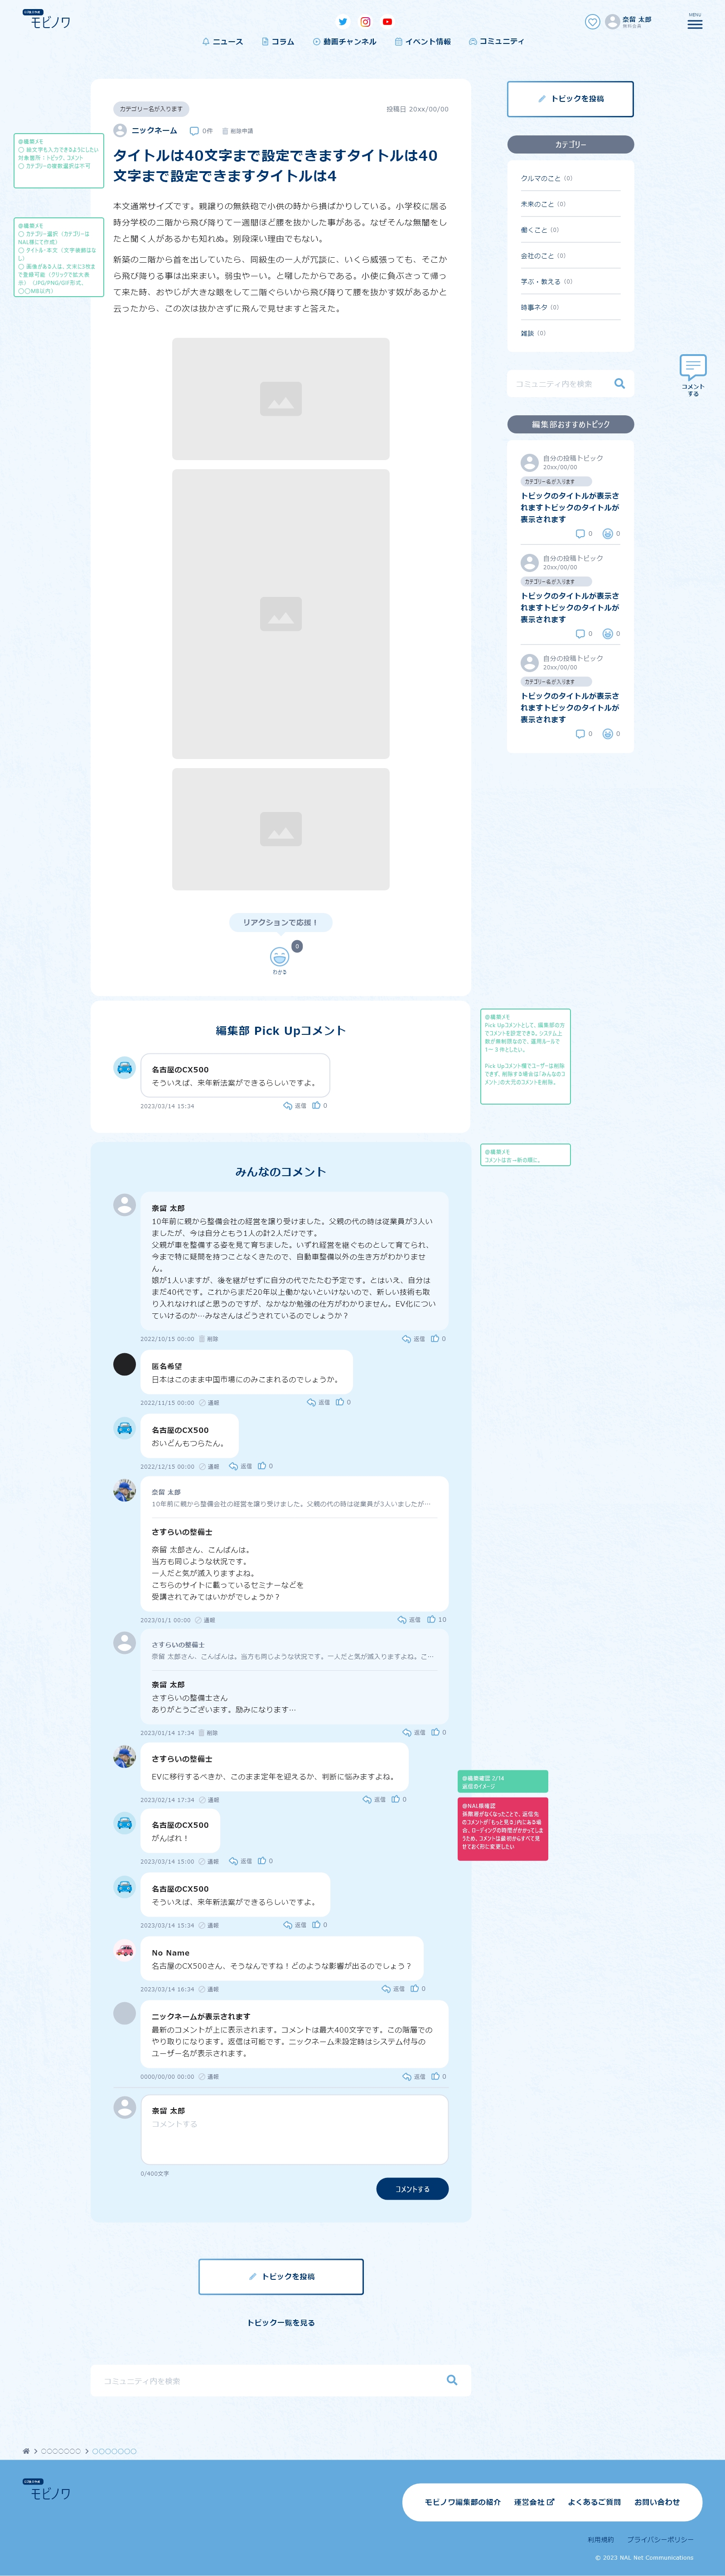 モビノワ
MENU
奈留 太郎
ニュース
コラム
動画チャンネル
イベント情報
コミュニティ
カテゴリー名が入ります
投稿日 20xx/00/00
ニックネーム
0件
削除申請
タイトルは40文字まで設定できますタイトルは40
文字まで設定できますタイトルは4
本文通常サイズです。親譲りの無鉄砲で小供の時から損ばかりしている。小学校に居る
時分学校の二階から飛び降りて一週間ほど腰を抜かした事がある。なぜそんな無闇をし
たと聞く人があるかも知れぬ。別段深い理由でもない。
新築の二階から首を出していたら、同級生の一人が冗談に、いくら威張っても、そこか
ら飛び降りる事は出来まい。弱虫や―い。と囃したからである。小使に負ぶさって帰っ
て来た時、おやじが大きな眼をして二階ぐらいから飛び降りて腰を抜かす奴があるかと
云ったから、この次は抜かさずに飛んで見せますと答えた。
@編集メモ
◯ 絵文字も入力できるようにしたい
対象箇所：トピック、コメント
◯ カテゴリーの複数選択は不可
@編集メモ
◯ カテゴリー選択（カテゴリーは
NAL様にて作成）
◯ タイトル・本文（文字装飾はな
し）
◯ 画像がある人は、文末に3枚ま
で登録可能（クリックで拡大表
示）（JPG/PNG/GIF形式、
◯◯MB以内）
リアクションで応援！
0
わかる
トピックを投稿
カテゴリー
クルマのこと（0）
未来のこと（0）
働くこと（0）
会社のこと（0）
学ぶ・教える（0）
時事ネタ（0）
雑談（0）
コミュニティ内を検索
コメント
する
編集部おすすめトピック
自分の投稿トピック
20xx/00/00
カテゴリー名が入ります
トピックのタイトルが表示さ
れますトピックのタイトルが
表示されます
0 0
自分の投稿トピック
20xx/00/00
カテゴリー名が入ります
トピックのタイトルが表示さ
れますトピックのタイトルが
表示されます
0 0
自分の投稿トピック
20xx/00/00
カテゴリー名が入ります
トピックのタイトルが表示さ
れますトピックのタイトルが
表示されます
0 0
編集部 Pick Upコメント
名古屋のCX500
そういえば、来年新法案ができるらしいですよ。
2023/03/14 15:34 返信 0
@編集メモ
Pick Upコメントとして、編集部の方
でコメントを設定できる。システム上
数が無制限なので、運用ルールで
1〜３件としたい。
Pick Upコメント欄でユーザーは削除
できず、削除する場合は「みんなのコ
メント」の大元のコメントを削除。
@編集メモ
コメントは古→新の順に。
みんなのコメント
奈留 太郎
10年前に親から整備会社の経営を譲り受けました。父親の代の時は従業員が3人い
ましたが、今は自分ともう1人の計2人だけです。
父親が車を整備する姿を見て育ちました。いずれ経営を継ぐものとして育てられ、
今まで特に疑問を持つことなくきたので、自動車整備以外の生き方がわかりませ
ん。
娘が1人いますが、後を継がせずに自分の代でたたむ予定です。とはいえ、自分は
まだ40代です。これからまだ20年以上働かないといけないので、新しい技術も取
り入れなければと思うのですが、なかなか勉強の仕方がわかりません。EV化につい
ていけるのか…みなさんはどうされているのでしょうか？
2022/10/15 00:00 削除 返信 0
匿名希望
日本はこのまま中国市場にのみこまれるのでしょうか。
2022/11/15 00:00 通報 返信 0
名古屋のCX500
おいどんもつらたん。
2022/12/15 00:00 通報 返信 0
奈留 太郎
10年前に親から整備会社の経営を譲り受けました。父親の代の時は従業員が3人いましたが…
さすらいの整備士
奈留 太郎さん、こんばんは。
当方も同じような状況です。
一人だと気が滅入りますよね。
こちらのサイトに載っているセミナーなどを
受講されてみてはいかがでしょうか？
2023/01/1 00:00 通報 返信 10
さすらいの整備士
奈留 太郎さん、こんばんは。当方も同じような状況です。一人だと気が滅入りますよね。こ…
奈留 太郎
さすらいの整備士さん
ありがとうございます。励みになります…
2023/01/14 17:34 削除 返信 0
さすらいの整備士
EVに移行するべきか、このまま定年を迎えるか、判断に悩みますよね。
2023/02/14 17:34 通報 返信 0
@編集確認 2/14
返信のイメージ
@NAL様確認
孫階層がなくなったことで、返信先
のコメントが「もっと見る」内にある場
合、ローディングの時間がかかってしま
うため、コメントは最初からすべて見
せておく形に変更したい
名古屋のCX500
がんばれ！
2023/03/14 15:00 通報 返信 0
名古屋のCX500
そういえば、来年新法案ができるらしいですよ。
2023/03/14 15:34 通報 返信 0
No Name
名古屋のCX500さん、そうなんですね！どのような影響が出るのでしょう？
2023/03/14 16:34 通報 返信 0
ニックネームが表示されます
最新のコメントが上に表示されます。コメントは最大400文字です。この階層での
やり取りになります。返信は可能です。ニックネーム未設定時はシステム付与の
ユーザー名が表示されます。
0000/00/00 00:00 通報 返信 0
奈留 太郎
コメントする
0/400文字
コメントする
トピックを投稿
トピック一覧を見る
コミュニティ内を検索
〇〇〇〇〇〇〇
〇〇〇〇〇〇〇
モビノワ
モビノワ編集部の紹介
運営会社
よくあるご質問
お問い合わせ
利用規約
プライバシーポリシー
© 2023 NAL Net Communications